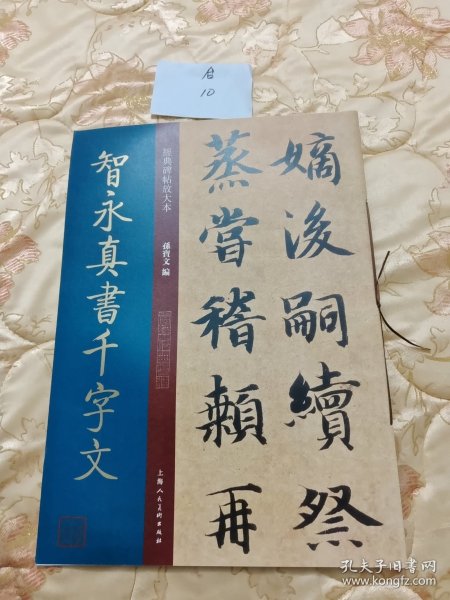 启
10
智永真書千字文
經典碑帖放大本
孫寶文 編
上海人民美術出版社
嫡後嗣續祭
蒸嘗稽顙再
孔夫子旧书网
www.kongfz.com